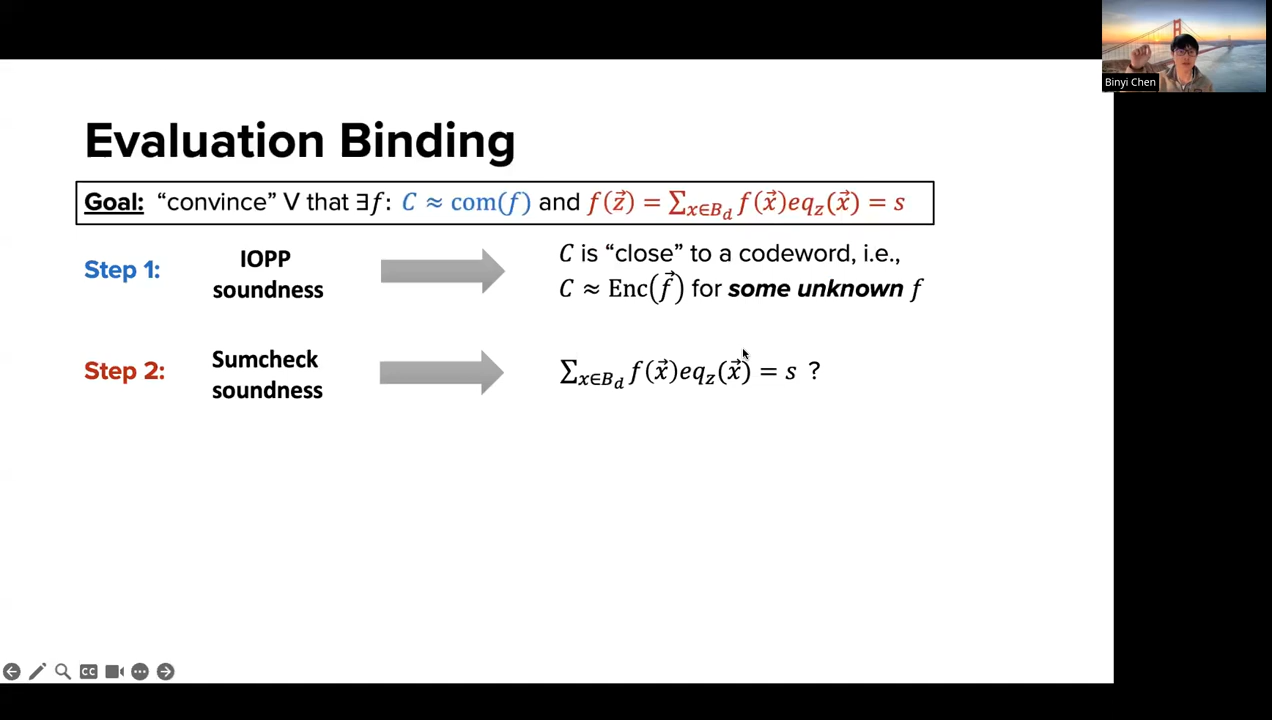 Binyi Chen
Evaluation Binding
Goal: “convince” V that ∃f: C ≈ com(f) and f(z⃗) = ∑_{x∈B_d} f(x⃗)eq_z(x⃗) = s
Step 1:
IOPP
soundness
C is “close” to a codeword, i.e.,
C ≈ Enc(f⃗) for some unknown f
Step 2:
Sumcheck
soundness
∑_{x∈B_d} f(x⃗)eq_z(x⃗) = s ?
CC